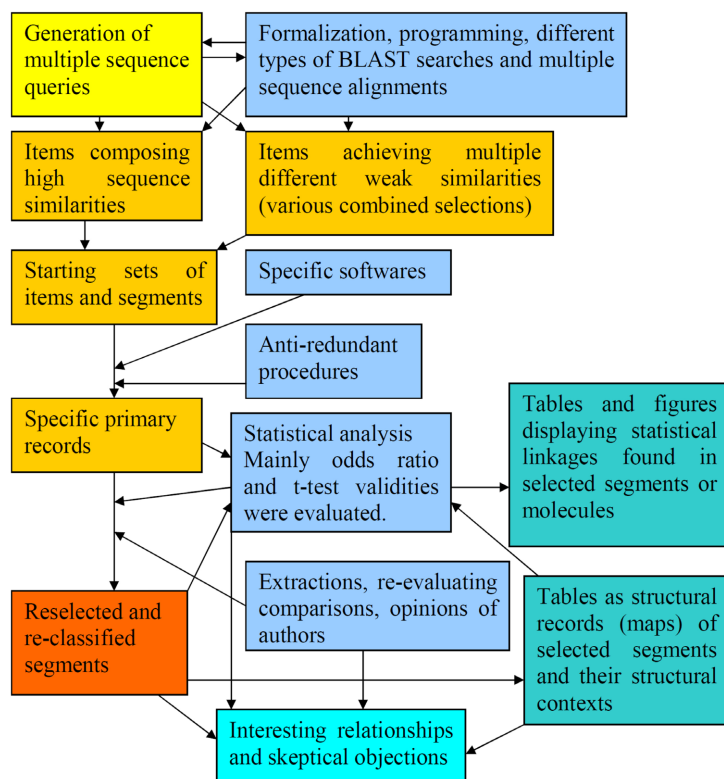 Generation of
multiple sequence
queries
Formalization, programming, different
types of BLAST searches and multiple
sequence alignments
Items composing
high sequence
similarities
Items achieving multiple
different weak similarities
(various combined selections)
Starting sets of
items and segments
Specific softwares
Anti-redundant
procedures
Specific primary
records
Statistical analysis
Mainly odds ratio
and t-test validities
were evaluated.
Tables and figures
displaying statistical
linkages found in
selected segments or
molecules
Reselected and
re-classified
segments
Extractions, re-evaluating
comparisons, opinions of
authors
Tables as structural
records (maps) of
selected segments
and their structural
contexts
Interesting relationships
and skeptical objections